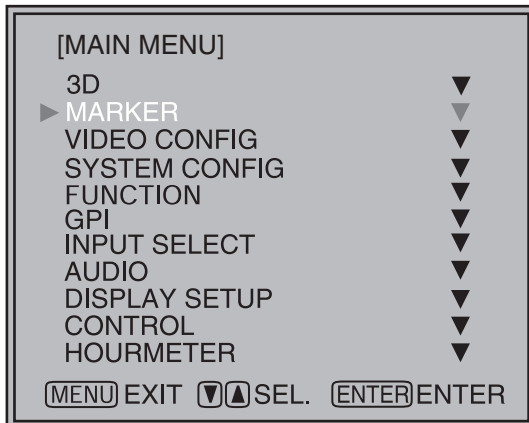 [MAIN MENU]
3D ▼
▶ MARKER ▼
VIDEO CONFIG ▼
SYSTEM CONFIG ▼
FUNCTION ▼
GPI ▼
INPUT SELECT ▼
AUDIO ▼
DISPLAY SETUP ▼
CONTROL ▼
HOURMETER ▼
MENU EXIT ▼▲ SEL. ENTER ENTER